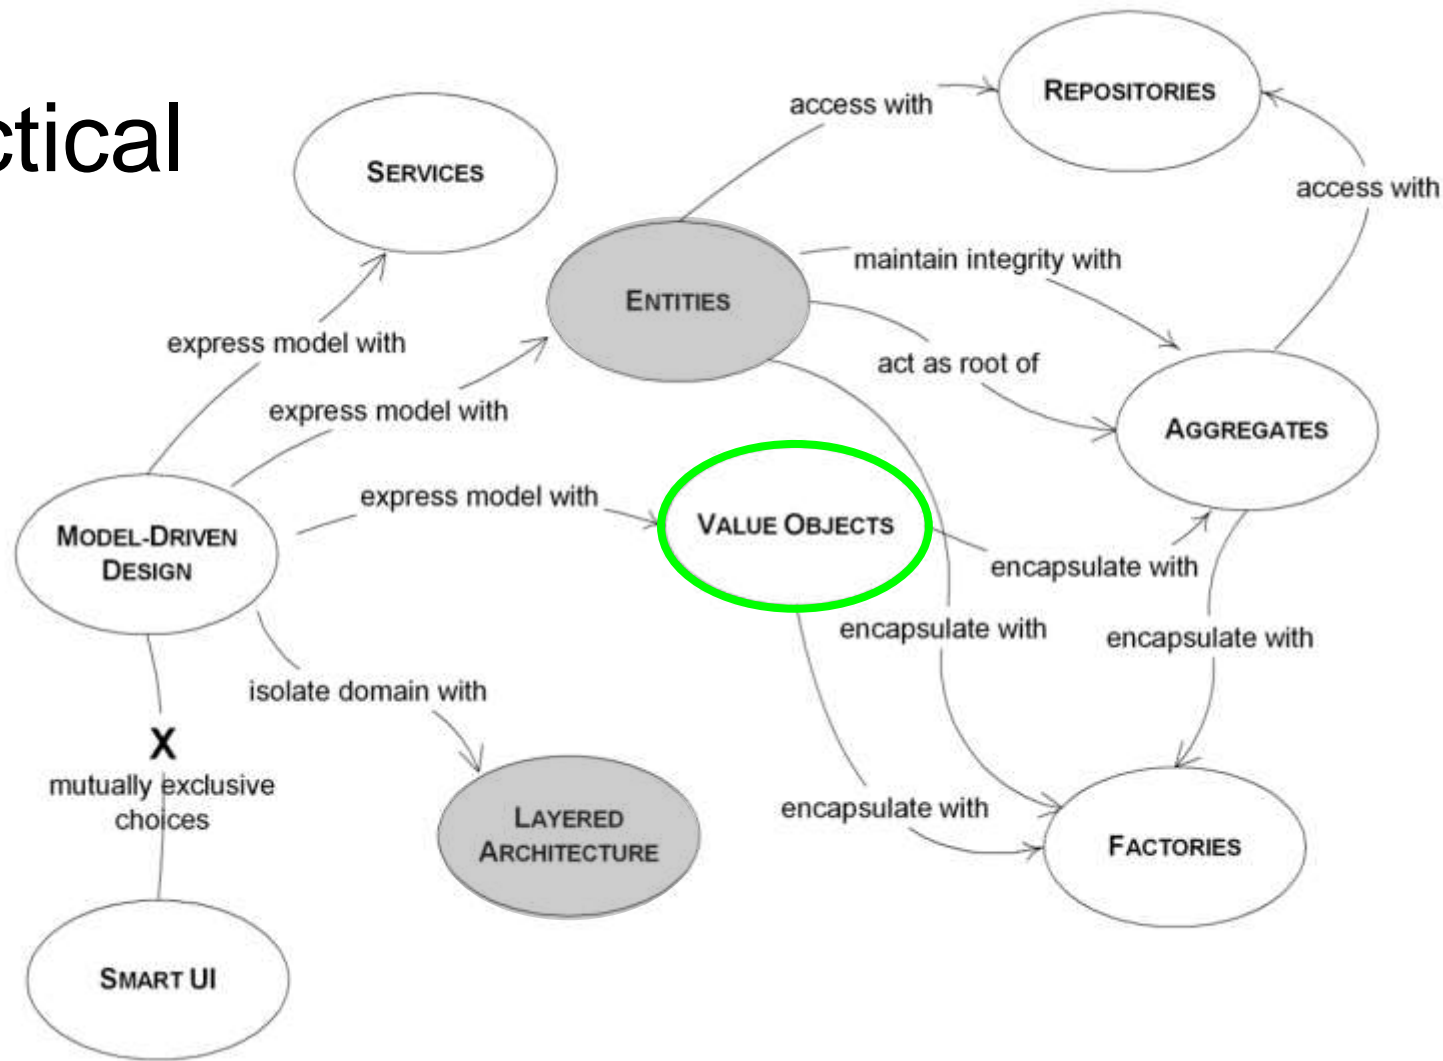 ctical
REPOSITORIES
access with
SERVICES
access with
maintain integrity with
ENTITIES
express model with
act as root of
express model with
AGGREGATES
express model with
VALUE OBJECTS
MODEL-DRIVEN
DESIGN
encapsulate with
encapsulate with
encapsulate with
isolate domain with
X
mutually exclusive
choices
encapsulate with
LAYERED
ARCHITECTURE
FACTORIES
SMART UI